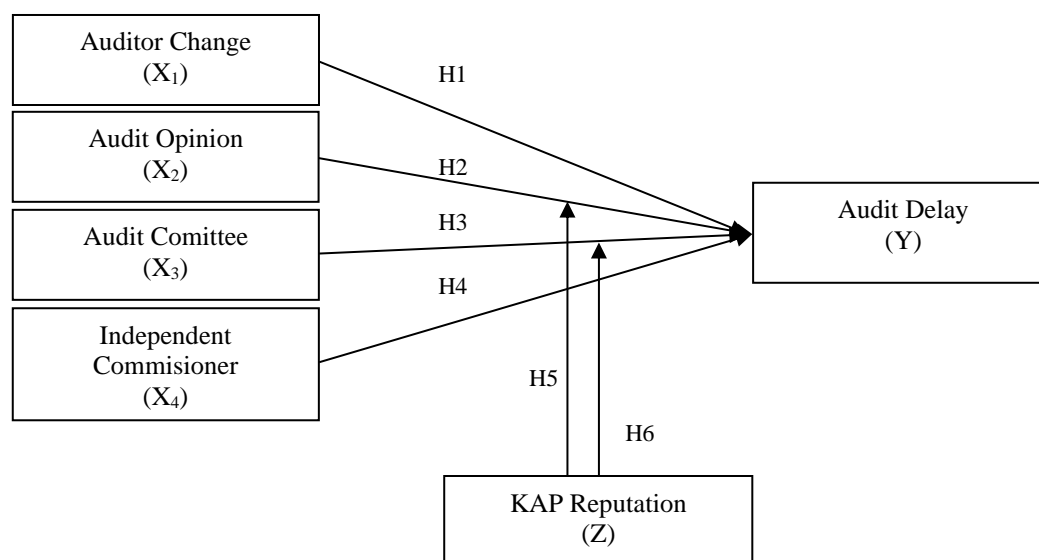 Auditor Change
(X₁)
H1
Audit Opinion
(X₂)
H2
Audit Comittee
(X₃)
H3
Independent
Commisioner
(X₄)
H4
Audit Delay
(Y)
H5
H6
KAP Reputation
(Z)